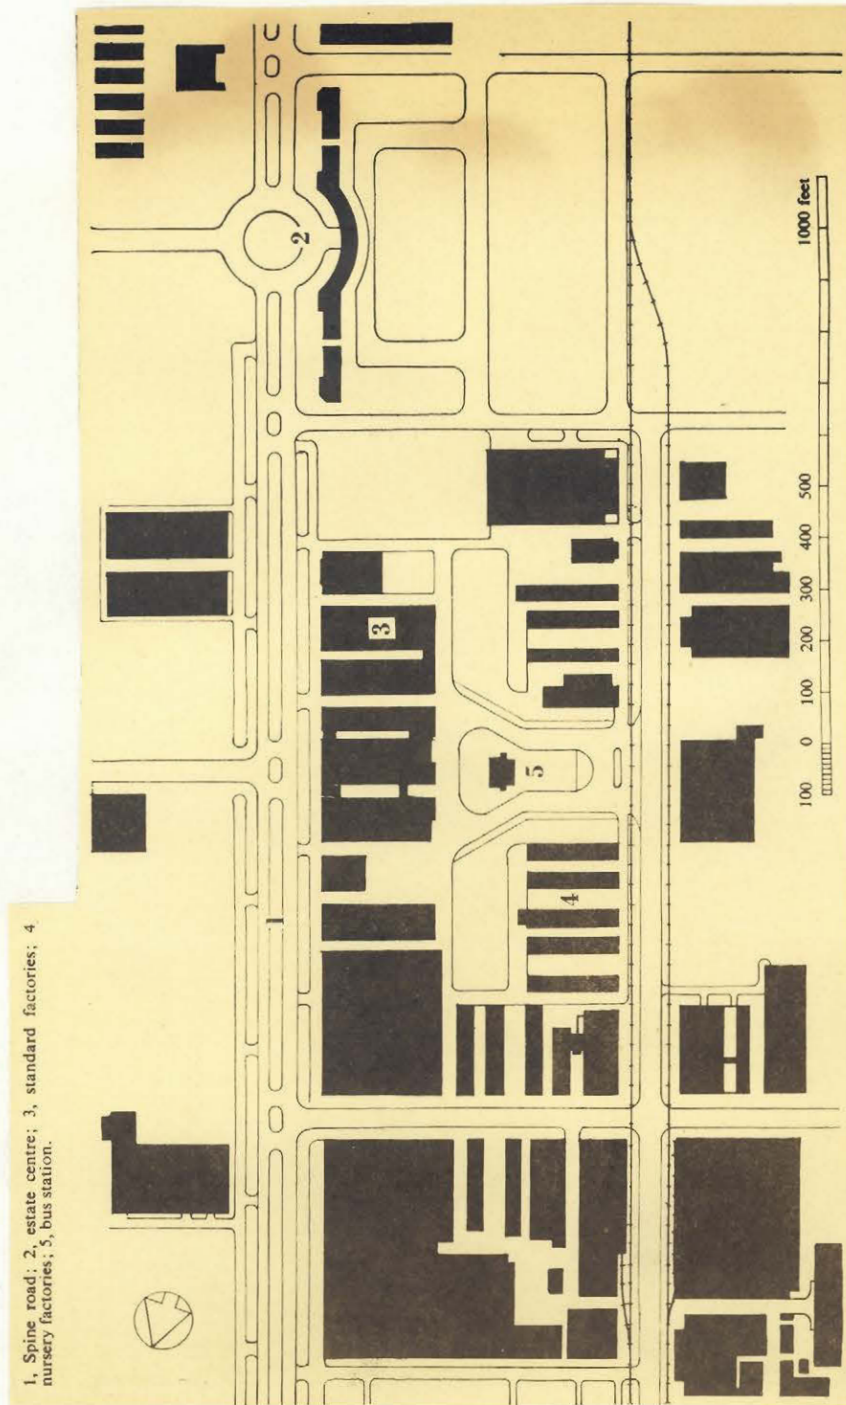 1, Spine road; 2, estate centre; 3, standard factories; 4
nursery factories; 5, bus station.
1
2
3
4
5
100 0 100 200 300 400 500 1000 feet